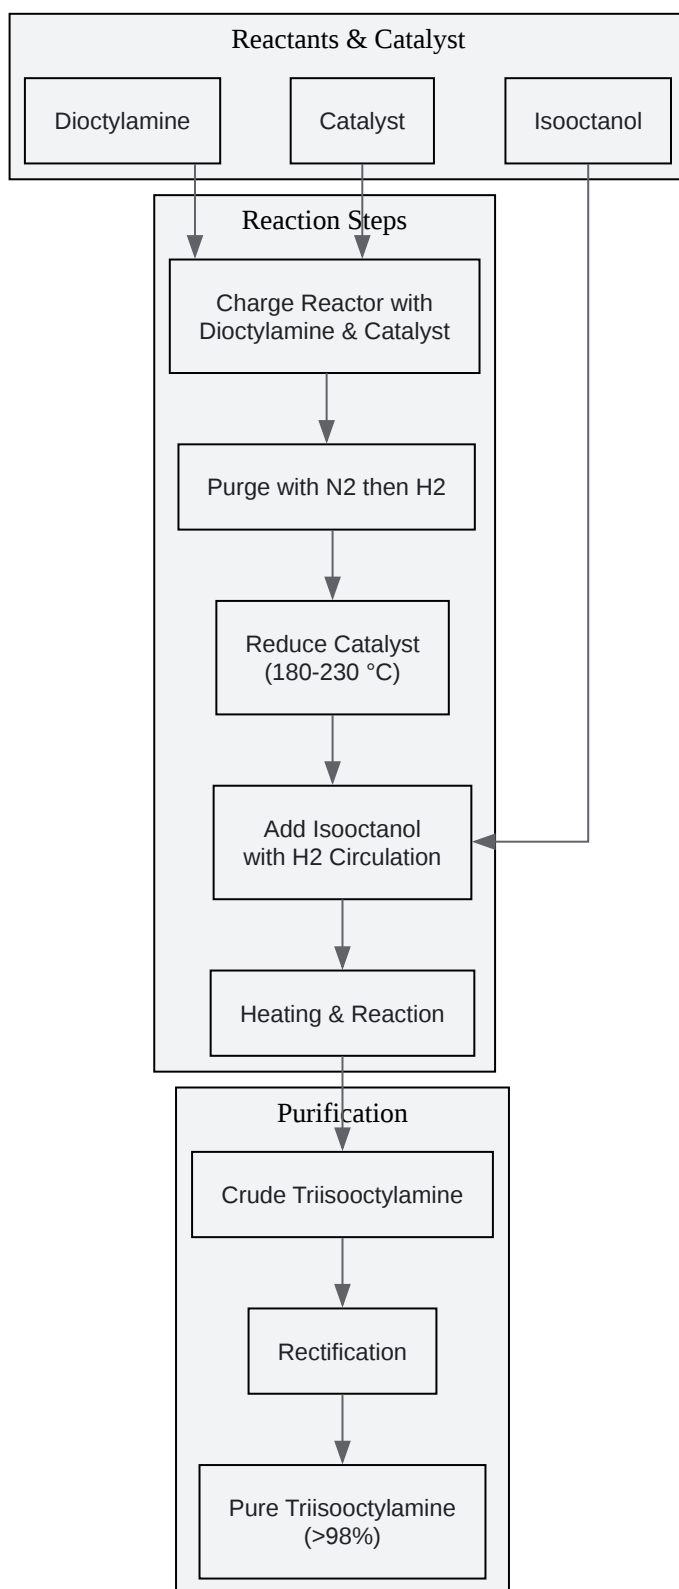 Reactants & Catalyst
Dioctylamine
Catalyst
Isooctanol
Reaction Steps
Charge Reactor with
Dioctylamine & Catalyst
Purge with N2 then H2
Reduce Catalyst
(180-230 °C)
Add Isooctanol
with H2 Circulation
Heating & Reaction
Purification
Crude Triisooctylamine
Rectification
Pure Triisooctylamine
(>98%)